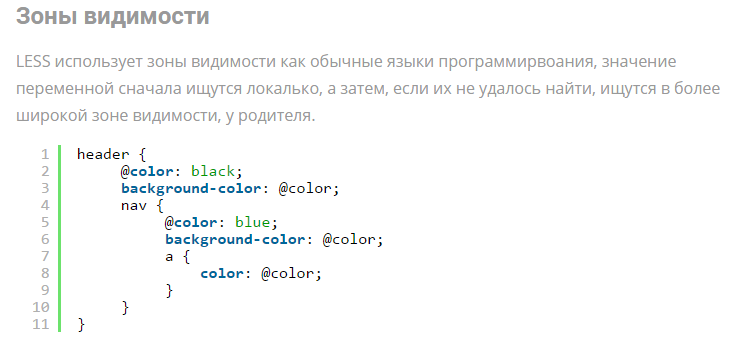 Зоны видимости
LESS использует зоны видимости как обычные языки программирвоания, значение
переменной сначала ищутся локалько, а затем, если их не удалось найти, ищутся в более
широкой зоне видимости, у родителя.
1 header {
2 @color: black;
3 background-color: @color;
4 nav {
5 @color: blue;
6 background-color: @color;
7 a {
8 color: @color;
9 }
10 }
11 }